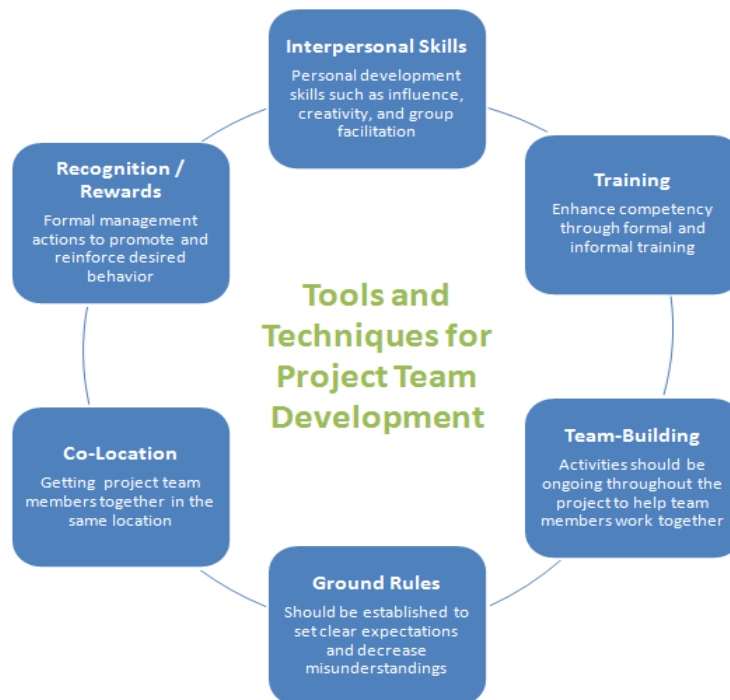 Interpersonal Skills
Personal development
skills such as influence,
creativity, and group
facilitation
Training
Enhance competency
through formal and
informal training
Team-Building
Activities should be
ongoing throughout the
project to help team
members work together
Ground Rules
Should be established to
set clear expectations
and decrease
misunderstandings
Co-Location
Getting project team
members together in the
same location
Recognition /
Rewards
Formal management
actions to promote and
reinforce desired
behavior
Tools and
Techniques for
Project Team
Development